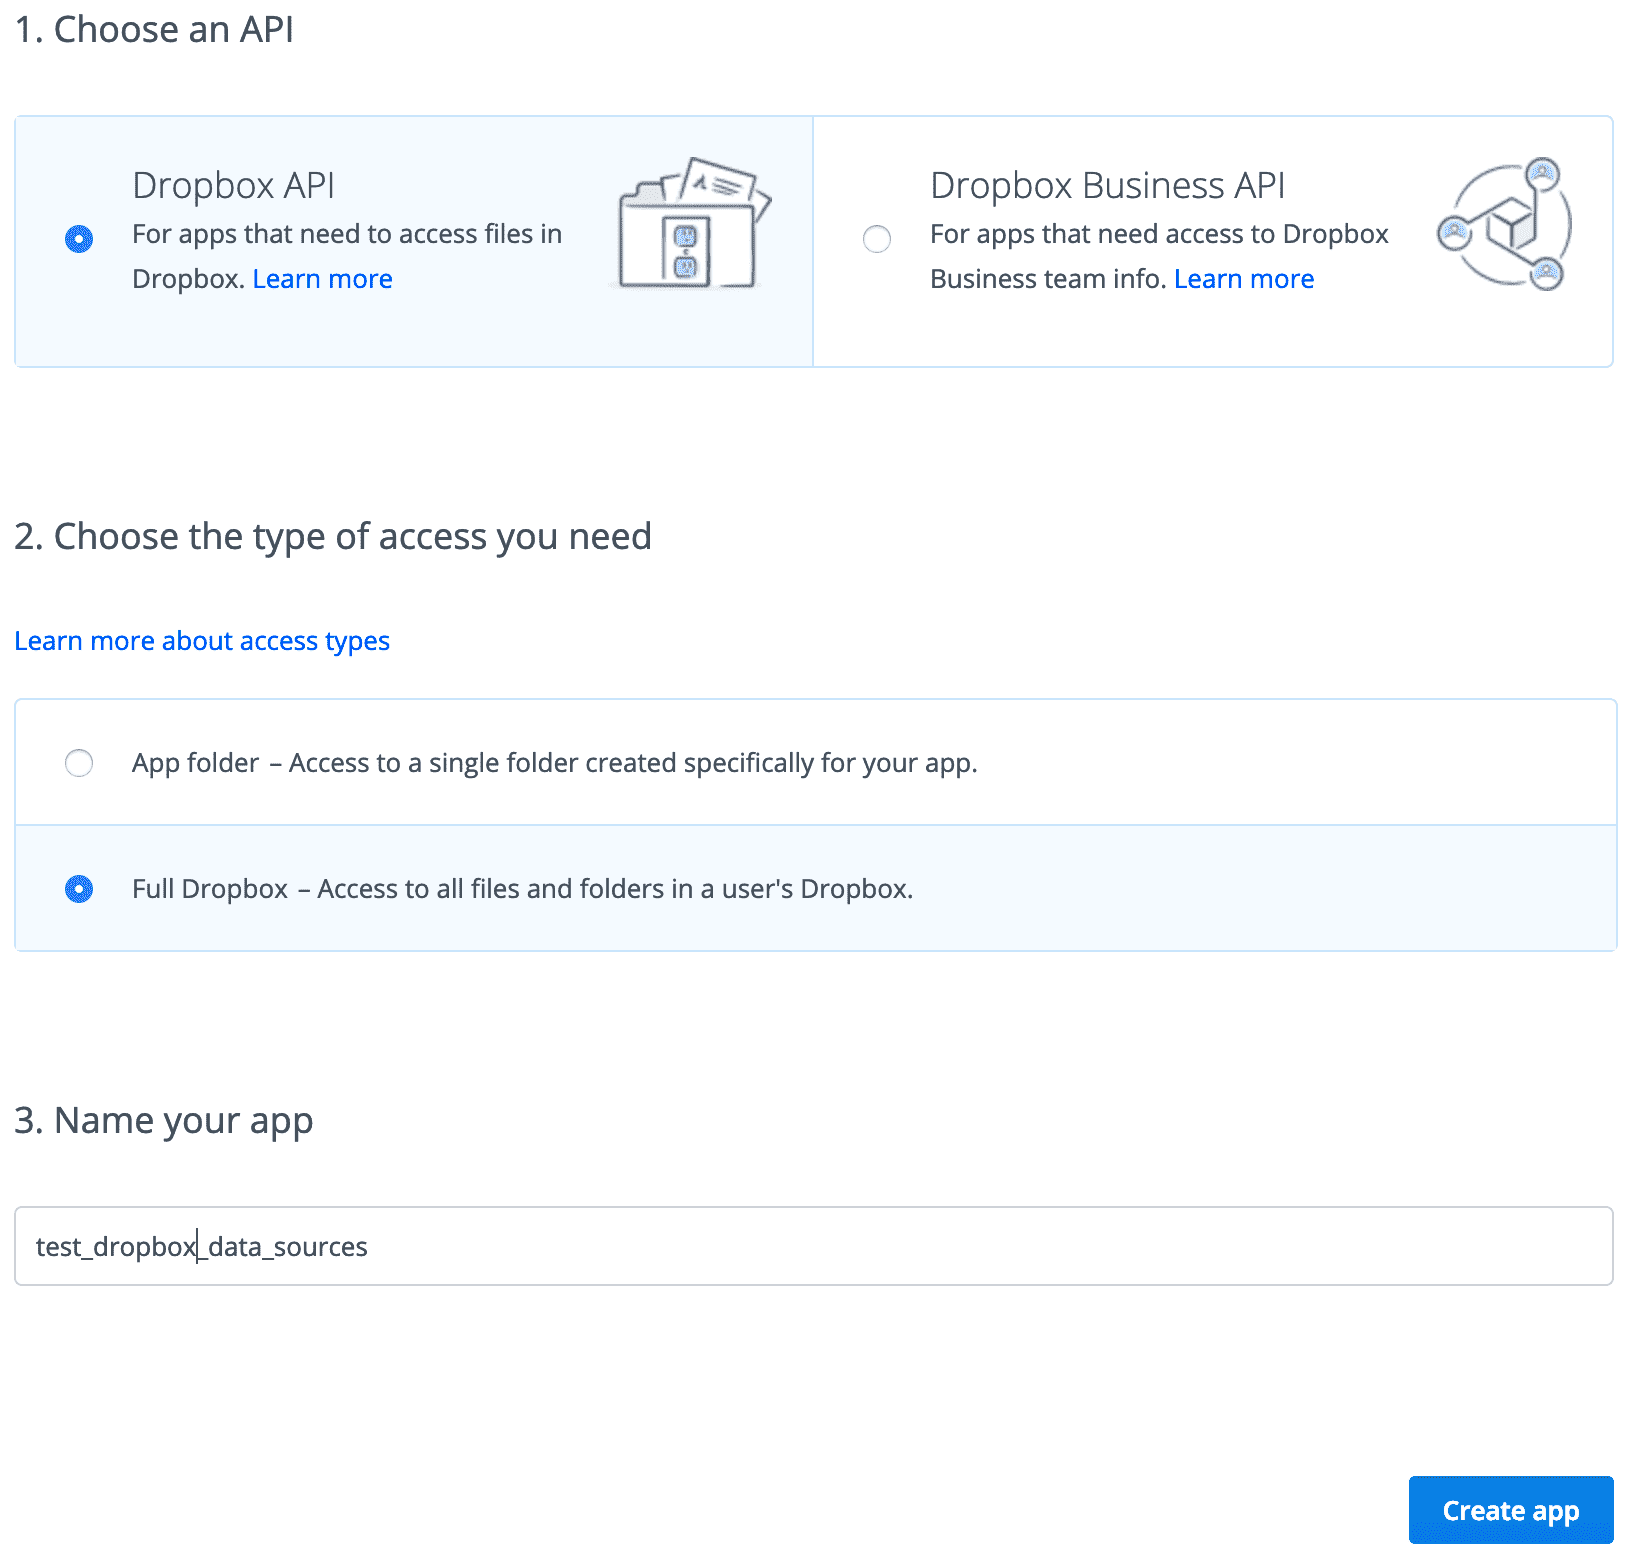 1. Choose an API
Dropbox API
For apps that need to access files in
Dropbox. Learn more
Dropbox Business API
For apps that need access to Dropbox
Business team info. Learn more
2. Choose the type of access you need
Learn more about access types
App folder – Access to a single folder created specifically for your app.
Full Dropbox – Access to all files and folders in a user's Dropbox.
3. Name your app
test_dropbox_data_sources
Create app